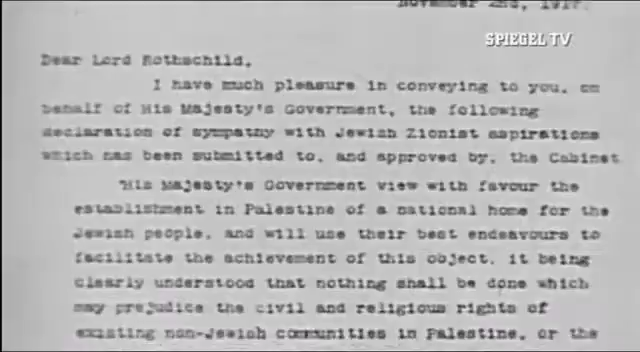 November 2nd, 1917.
SPIEGEL TV
Dear Lord Rothschild,
I have much pleasure in conveying to you, on
behalf of His Majesty's Government, the following
declaration of sympathy with Jewish Zionist aspirations
which has been submitted to, and approved by, the Cabinet
"His Majesty's Government view with favour the
establishment in Palestine of a national home for the
Jewish people, and will use their best endeavours to
facilitate the achievement of this object, it being
clearly understood that nothing shall be done which
may prejudice the civil and religious rights of
existing non-Jewish communities in Palestine, or the